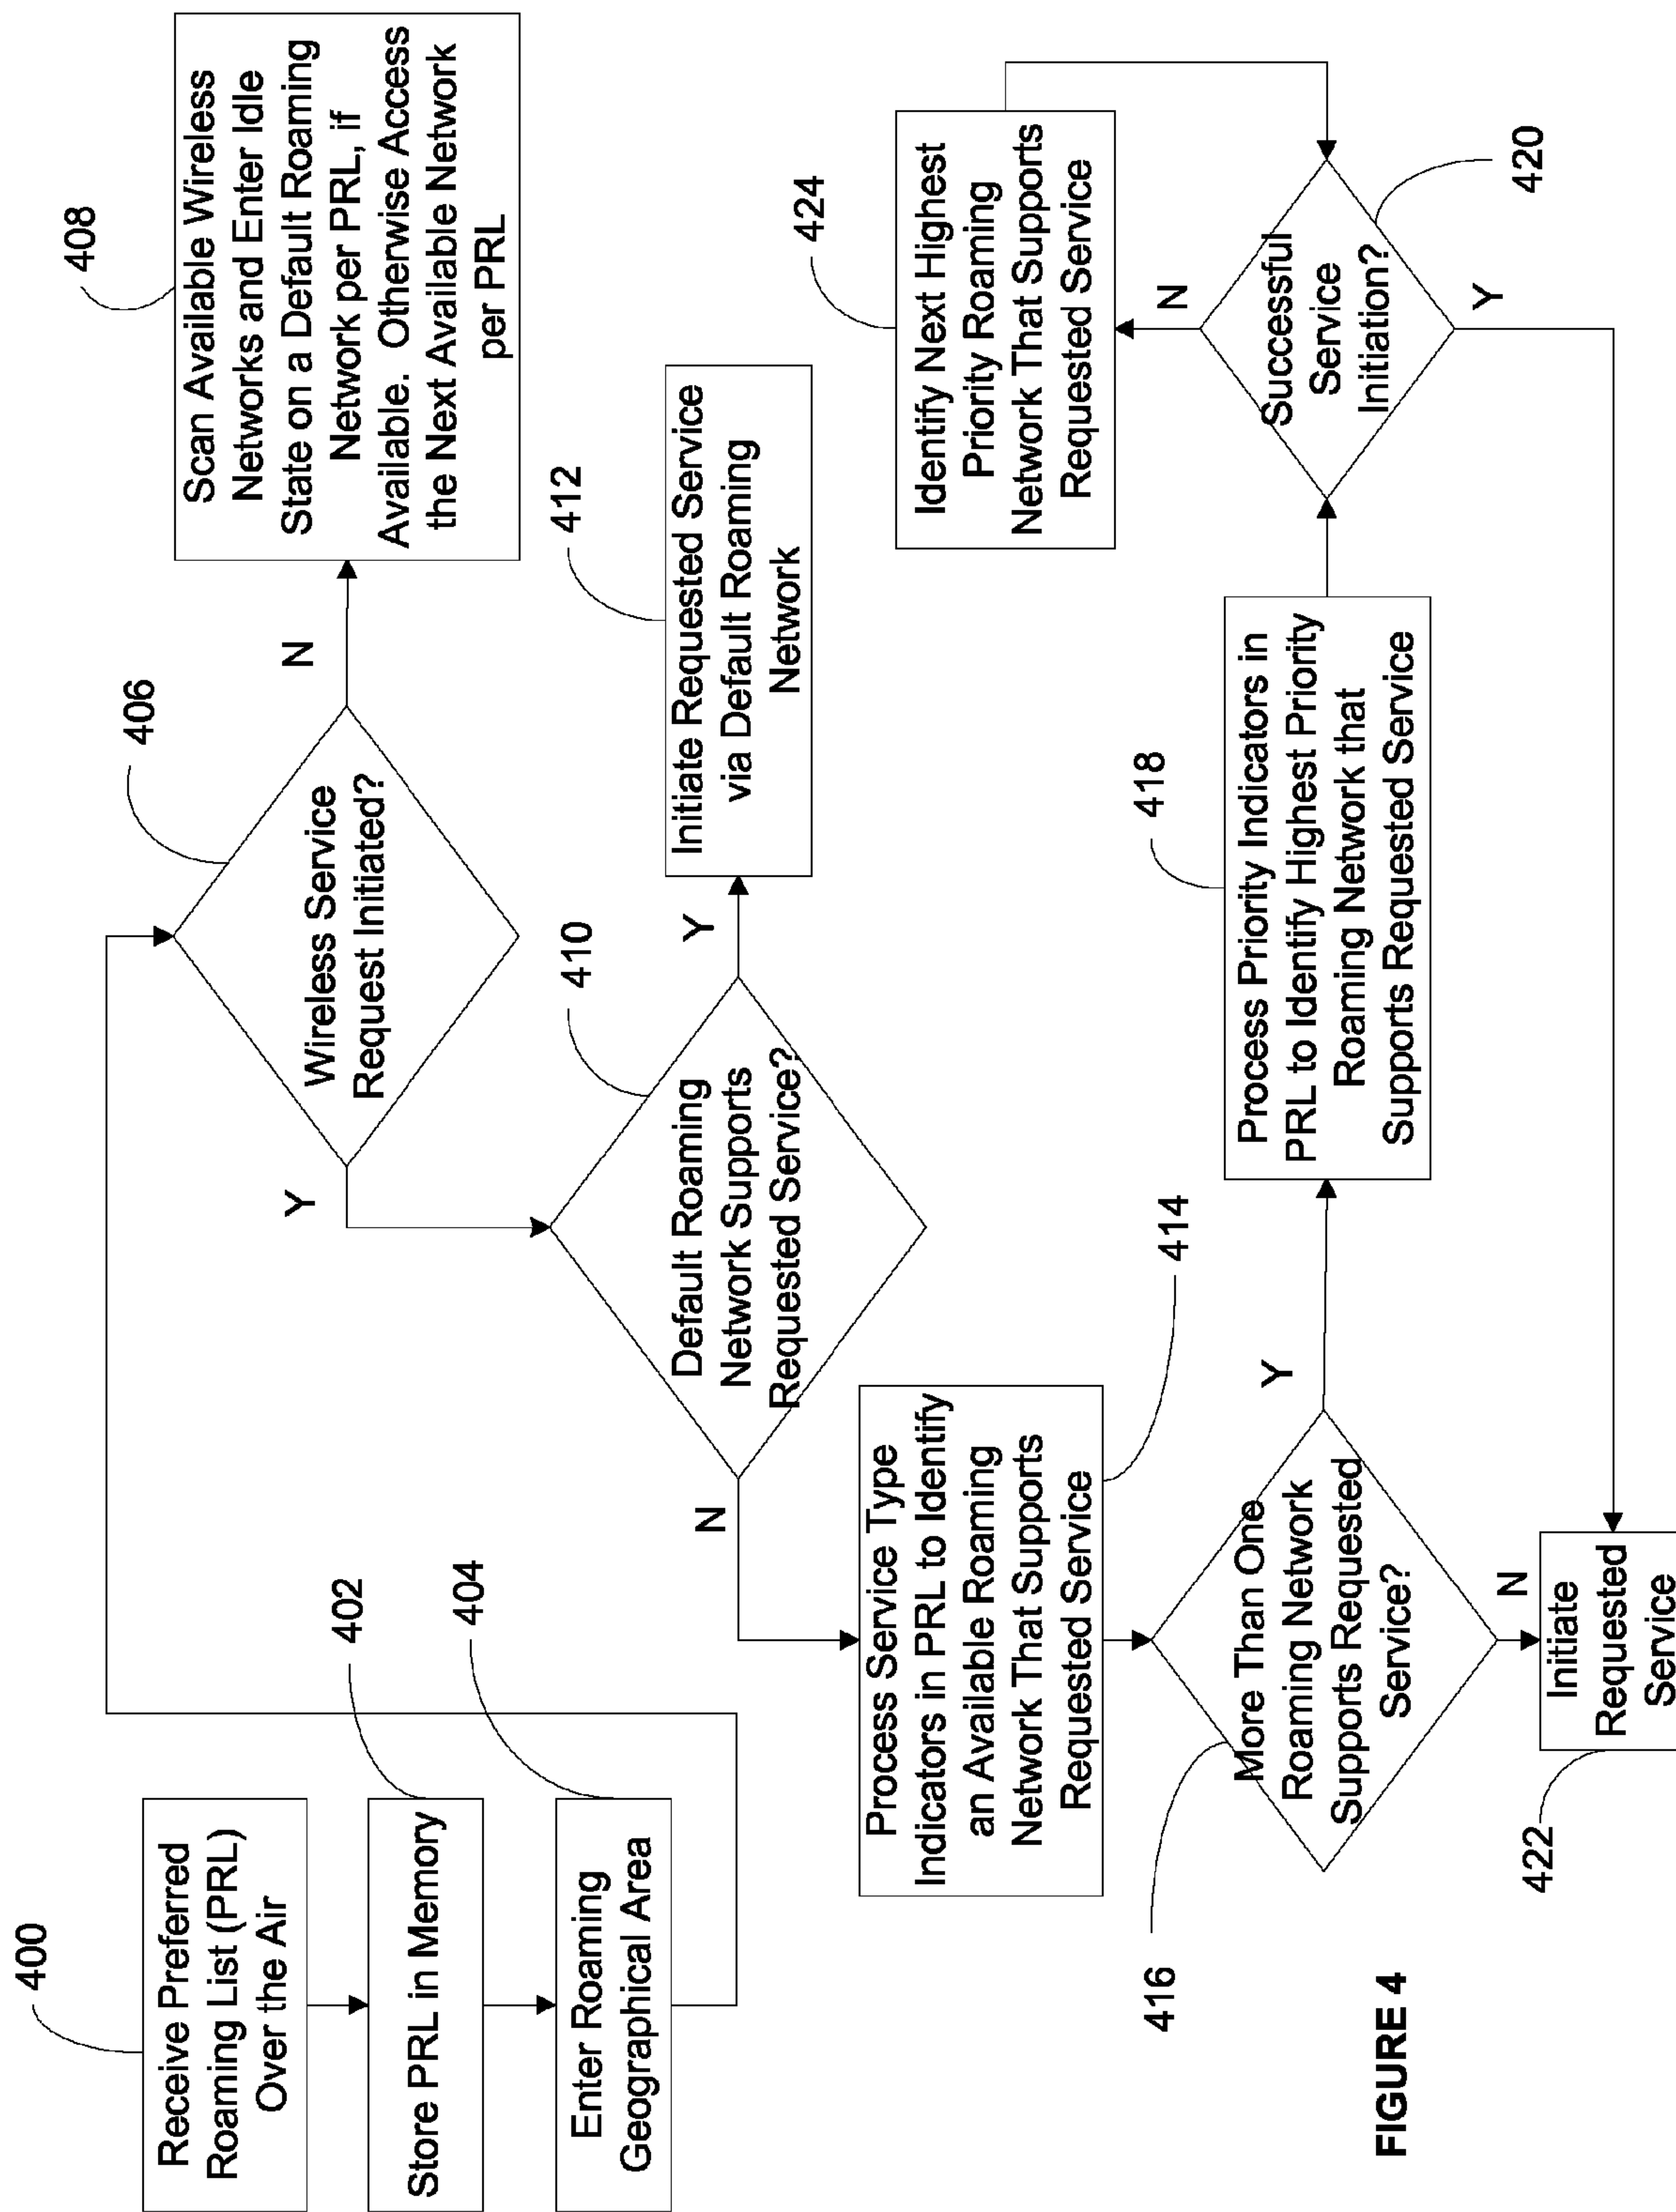 400
Receive Preferred
Roaming List (PRL)
Over the Air
402
Store PRL in Memory
404
Enter Roaming
Geographical Area
406
Wireless Service
Request Initiated?
Y
N
408
Scan Available Wireless
Networks and Enter Idle
State on a Default Roaming
Network per PRL, if
Available. Otherwise Access
the Next Available Network
per PRL
410
Default Roaming
Network Supports
Requested Service?
Y
N
412
Initiate Requested Service
via Default Roaming
Network
414
Process Service Type
Indicators in PRL to Identify
an Available Roaming
Network That Supports
Requested Service
416
More Than One
Roaming Network
Supports Requested
Service?
Y
N
418
Process Priority Indicators in
PRL to Identify Highest Priority
Roaming Network that
Supports Requested Service
420
Successful
Service
Initiation?
N
Y
424
Identify Next Highest
Priority Roaming
Network That Supports
Requested Service
422
Initiate
Requested
Service
FIGURE 4